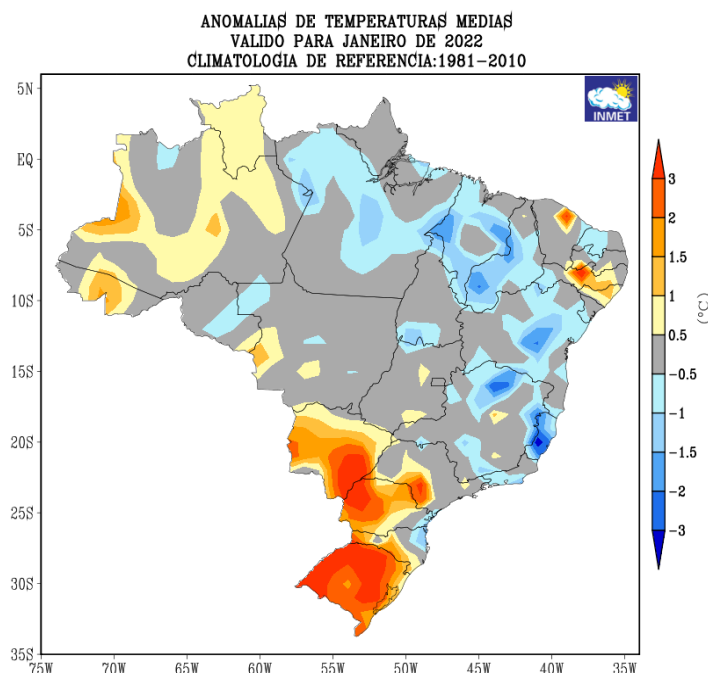 ANOMALIAS DE TEMPERATURAS MEDIAS
VALIDO PARA JANEIRO DE 2022
CLIMATOLOGIA DE REFERENCIA:1981-2010
INMET
5N
EQ
5S
10S
15S
20S
25S
30S
35S
75W
70W
65W
60W
55W
50W
45W
40W
35W
3
2
1.5
1
0.5
-0.5
-1
-1.5
-2
-3
(°C)